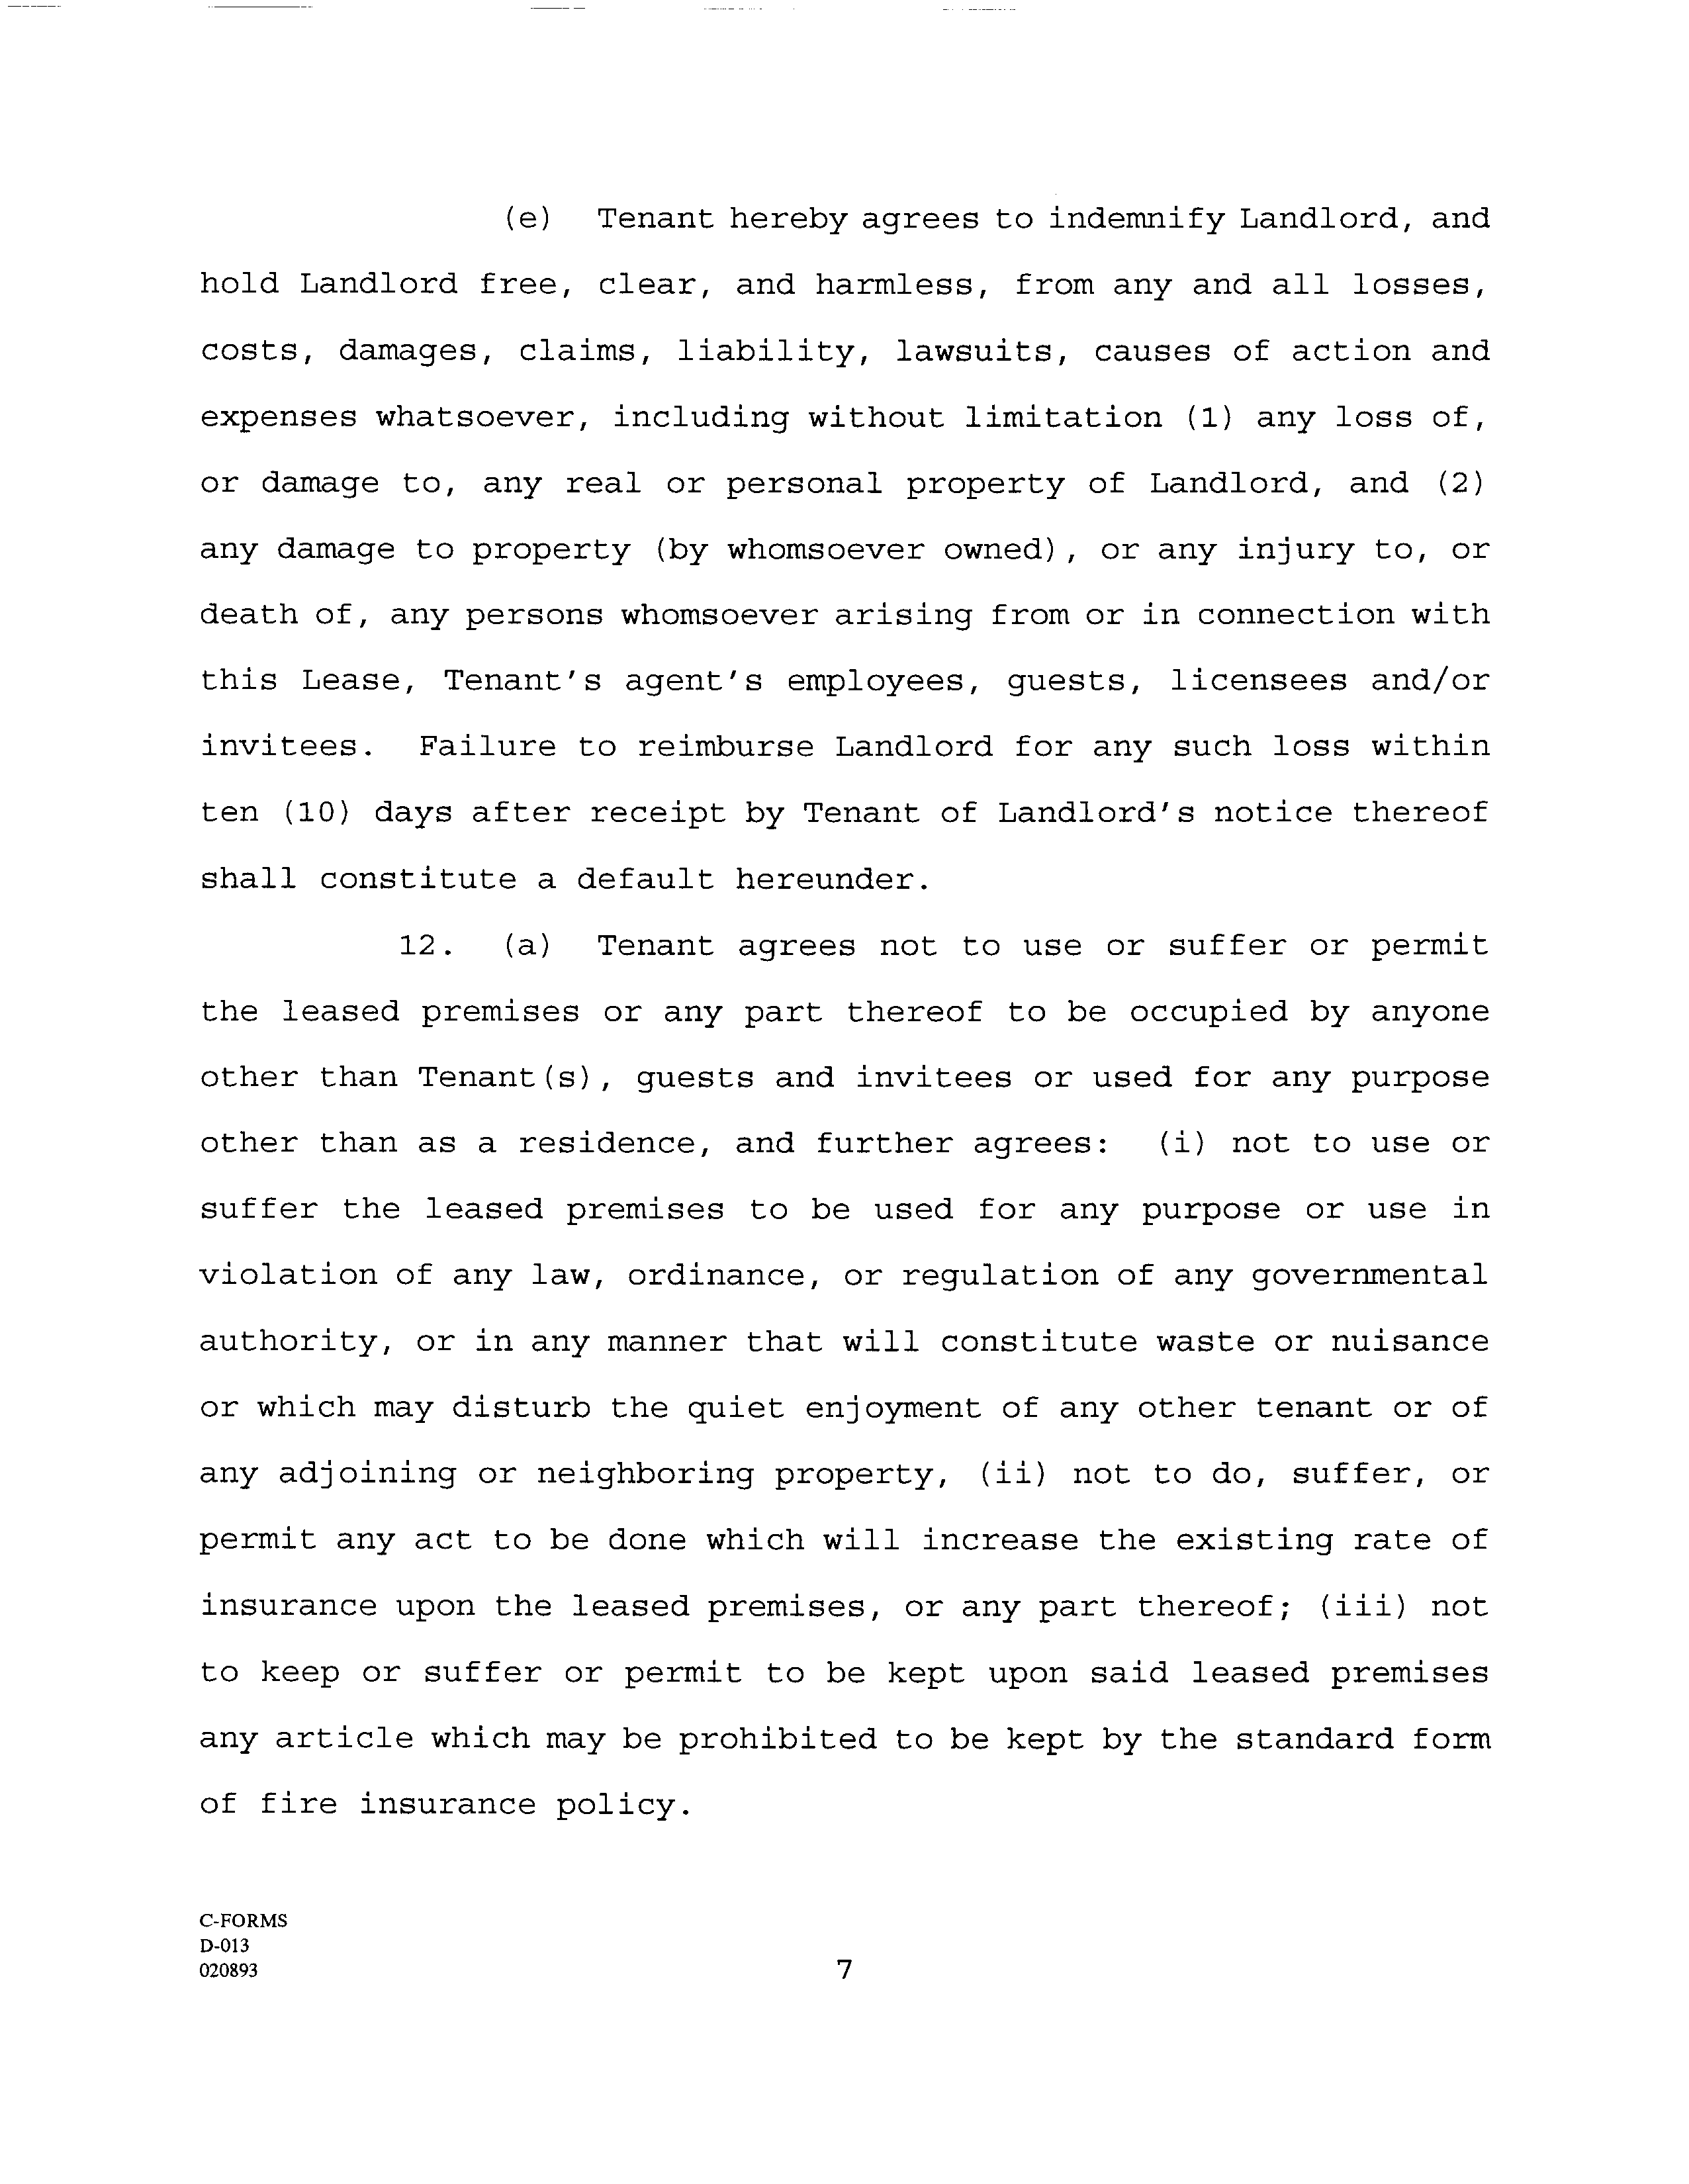 (e) Tenant hereby agrees to indemnify Landlord, and
hold Landlord free, clear, and harmless, from any and all losses,
costs, damages, claims, liability, lawsuits, causes of action and
expenses whatsoever, including without limitation (1) any loss of,
or damage to, any real or personal property of Landlord, and (2)
any damage to property (by whomsoever owned), or any injury to, or
death of, any persons whomsoever arising from or in connection with
this Lease, Tenant's agent's employees, guests, licensees and/or
invitees. Failure to reimburse Landlord for any such loss within
ten (10) days after receipt by Tenant of Landlord's notice thereof
shall constitute a default hereunder.
12. (a) Tenant agrees not to use or suffer or permit
the leased premises or any part thereof to be occupied by anyone
other than Tenant(s), guests and invitees or used for any purpose
other than as a residence, and further agrees: (i) not to use or
suffer the leased premises to be used for any purpose or use in
violation of any law, ordinance, or regulation of any governmental
authority, or in any manner that will constitute waste or nuisance
or which may disturb the quiet enjoyment of any other tenant or of
any adjoining or neighboring property, (ii) not to do, suffer, or
permit any act to be done which will increase the existing rate of
insurance upon the leased premises, or any part thereof; (iii) not
to keep or suffer or permit to be kept upon said leased premises
any article which may be prohibited to be kept by the standard form
of fire insurance policy.
C-FORMS
D-013
020893
7